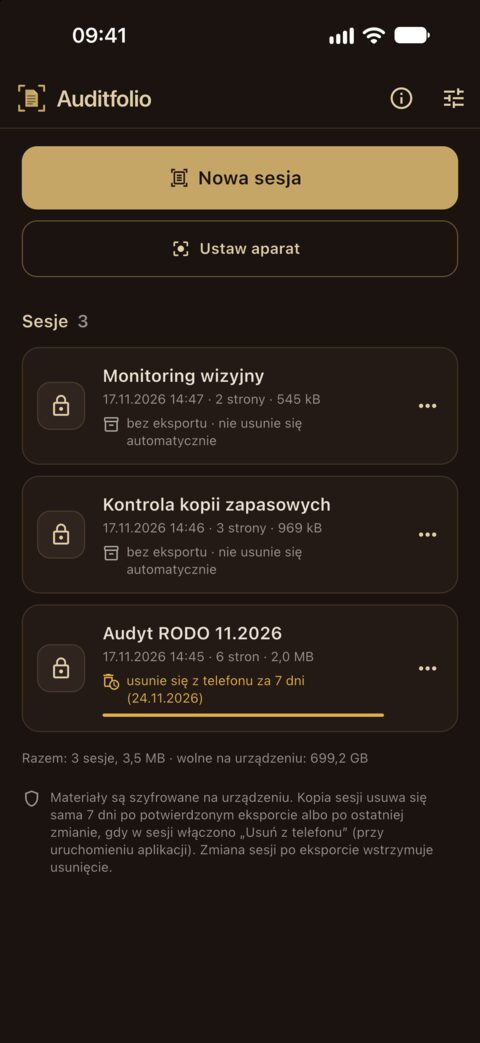 09:41
Auditfolio
Nowa sesja
Ustaw aparat
Sesje 3
Monitoring wizyjny
17.11.2026 14:47 · 2 strony · 545 kB
bez eksportu · nie usunie się
automatycznie
Kontrola kopii zapasowych
17.11.2026 14:46 · 3 strony · 969 kB
bez eksportu · nie usunie się
automatycznie
Audyt RODO 11.2026
17.11.2026 14:45 · 6 stron · 2,0 MB
usunie się z telefonu za 7 dni
(24.11.2026)
Razem: 3 sesje, 3,5 MB · wolne na urządzeniu: 699,2 GB
Materiały są szyfrowane na urządzeniu. Kopia sesji usuwa się
sama 7 dni po potwierdzonym eksporcie albo po ostatniej
zmianie, gdy w sesji włączono „Usuń z telefonu” (przy
uruchomieniu aplikacji). Zmiana sesji po eksporcie wstrzymuje
usunięcie.